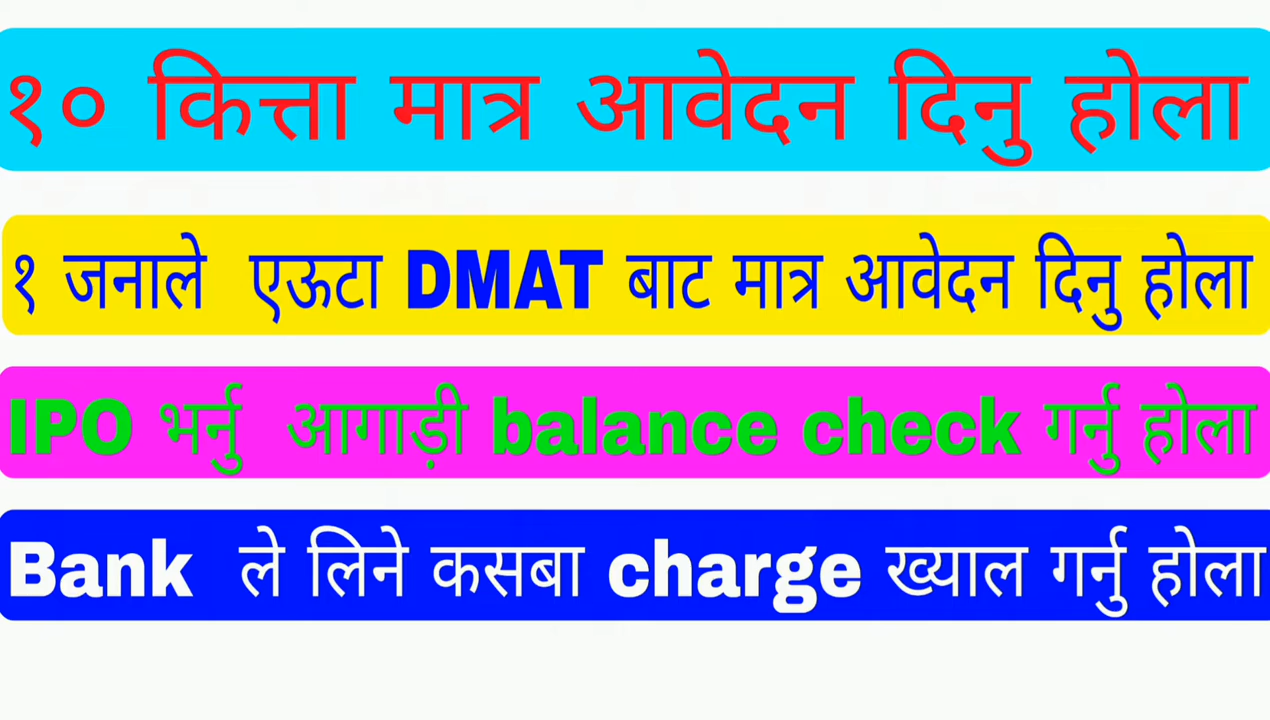 १० कित्ता मात्र आवेदन दिनु होला
१ जनाले एऊटा DMAT बाट मात्र आवेदन दिनु होला
IPO भर्नु आगाड़ी balance check गर्नु होला
Bank ले लिने कसबा charge ख्याल गर्नु होला